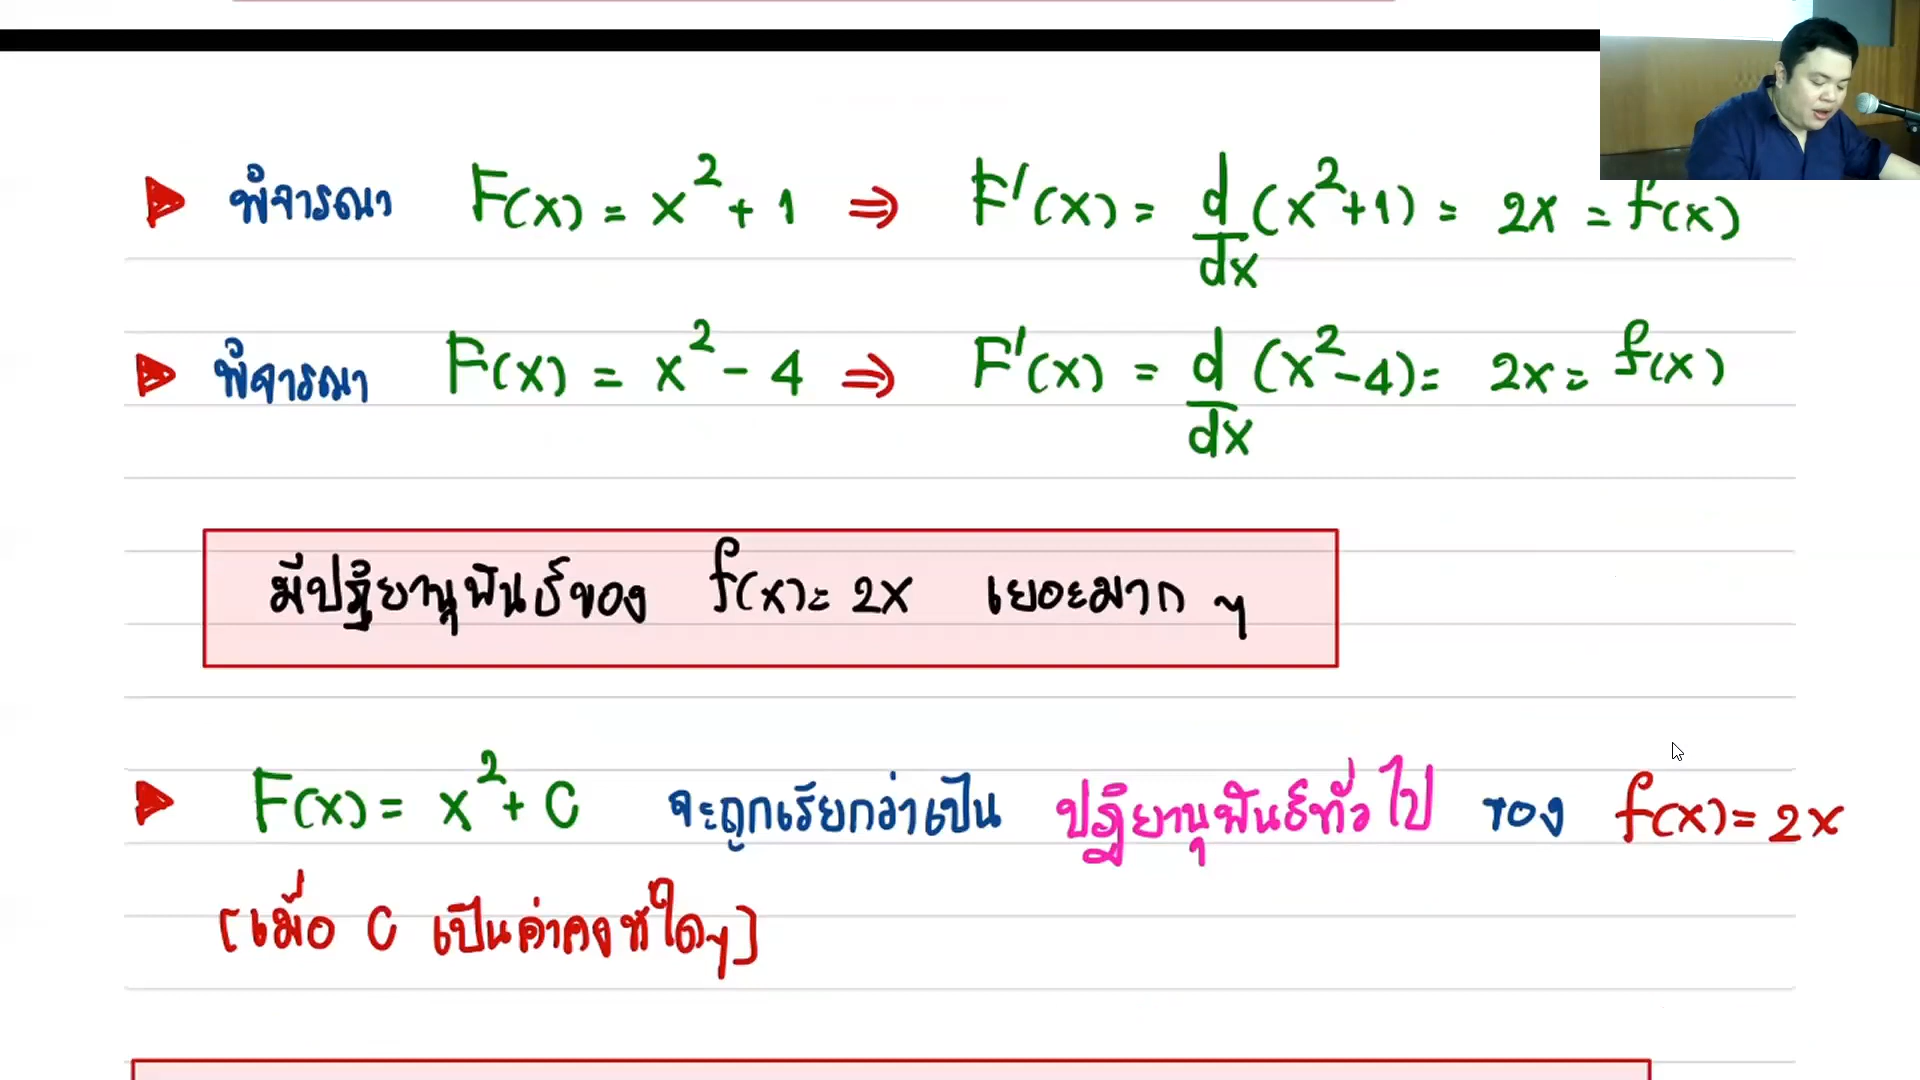 พิจารณา F(x) = x² + 1 ⇒ F'(x) = d/dx (x²+1) = 2x = f(x)
พิจารณา F(x) = x² - 4 ⇒ F'(x) = d/dx (x²-4) = 2x = f(x)
มีปฏิยานุพันธ์ของ f(x) = 2x เยอะมาก ๆ
F(x) = x² + C จะถูกเรียกว่าเป็น ปฏิยานุพันธ์ทั่วไป ของ f(x) = 2x
[เมื่อ C เป็นค่าคงที่ใดๆ]